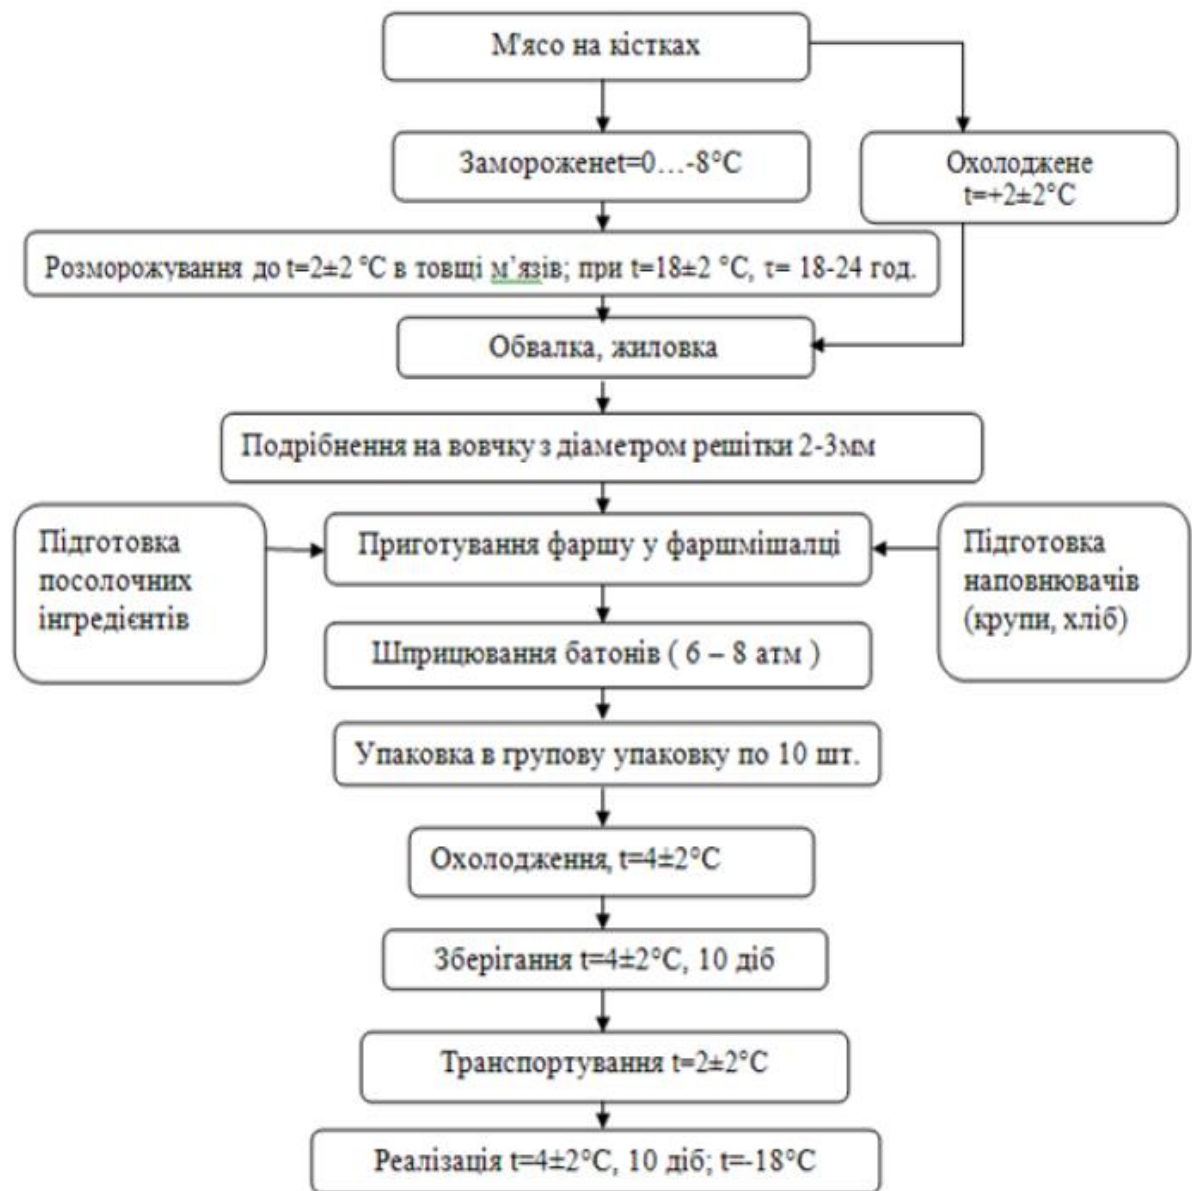 М'ясо на кістках
Замороженеt=0…-8°C
Охолоджене
t=+2±2°C
Розморожування до t=2±2 °C в товщі м’язів; при t=18±2 °C, τ= 18-24 год.
Обвалка, жиловка
Подрібнення на вовчку з діаметром решітки 2-3мм
Підготовка
посолочних
інгредієнтів
Приготування фаршу у фаршмішалці
Підготовка
наповнювачів
(крупи, хліб)
Шприцювання батонів ( 6 – 8 атм )
Упаковка в групову упаковку по 10 шт.
Охолодження, t=4±2°C
Зберігання t=4±2°C, 10 діб
Транспортування t=2±2°C
Реалізація t=4±2°C, 10 діб; t=-18°C